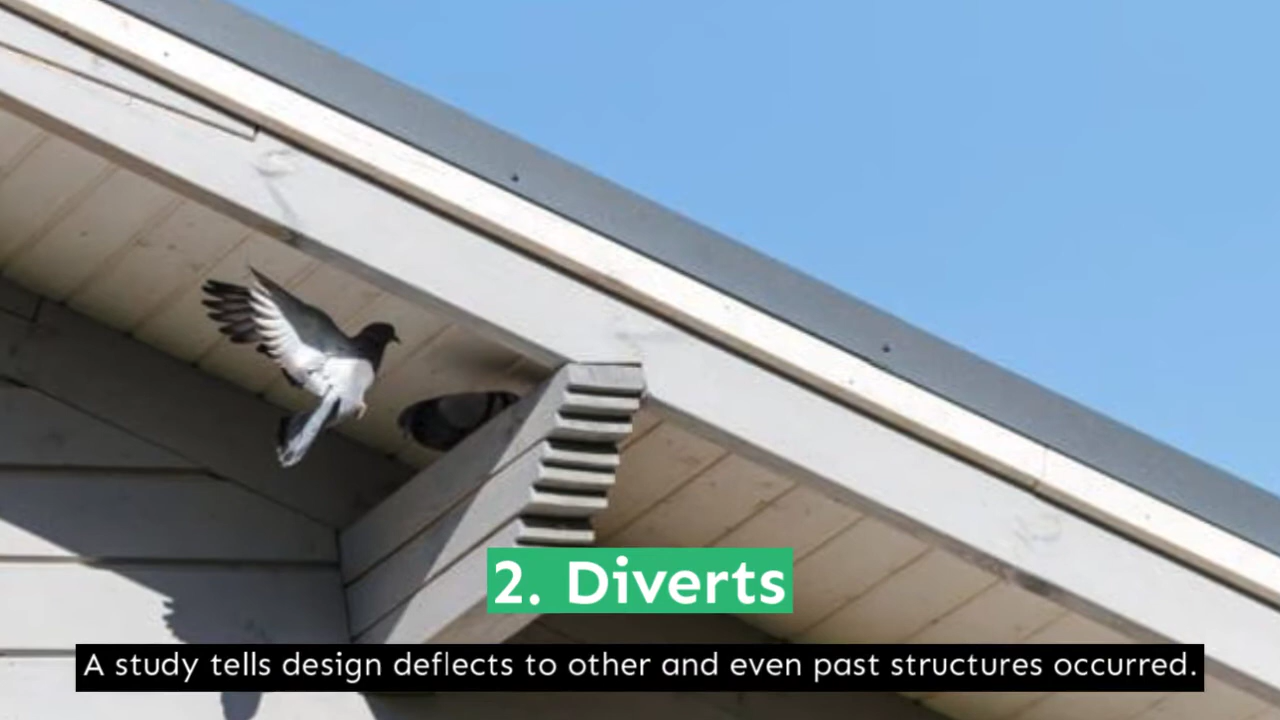 2. Diverts
A study tells design deflects to other and even past structures occurred.